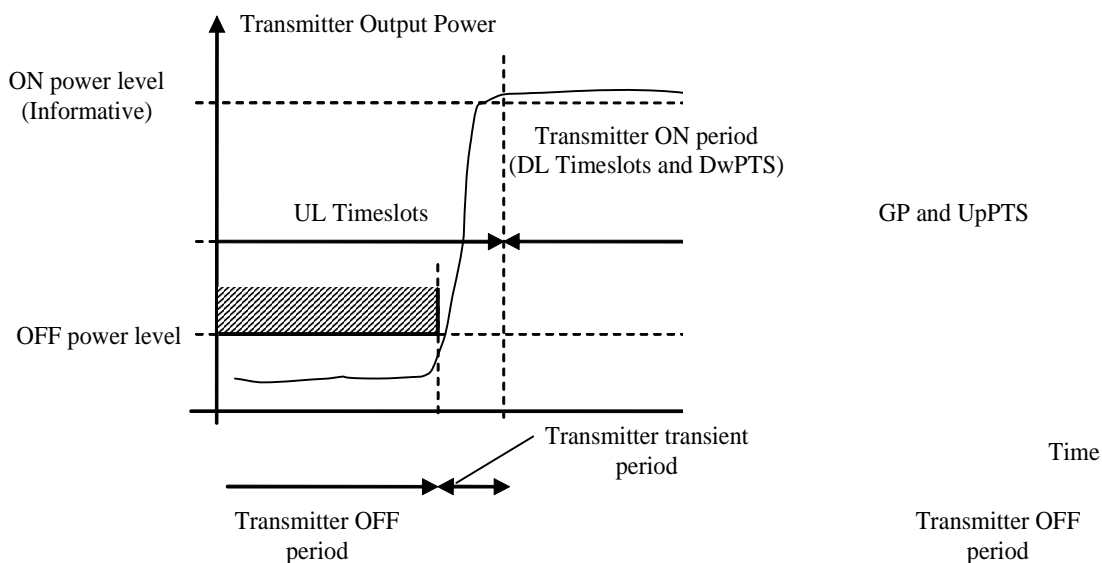 Transmitter Output Power
ON power level
(Informative)
Transmitter ON period
(DL Timeslots and DwPTS)
UL Timeslots
GP and UpPTS
OFF power level
Transmitter transient
period
Time
Transmitter OFF
period
Transmitter OFF
period